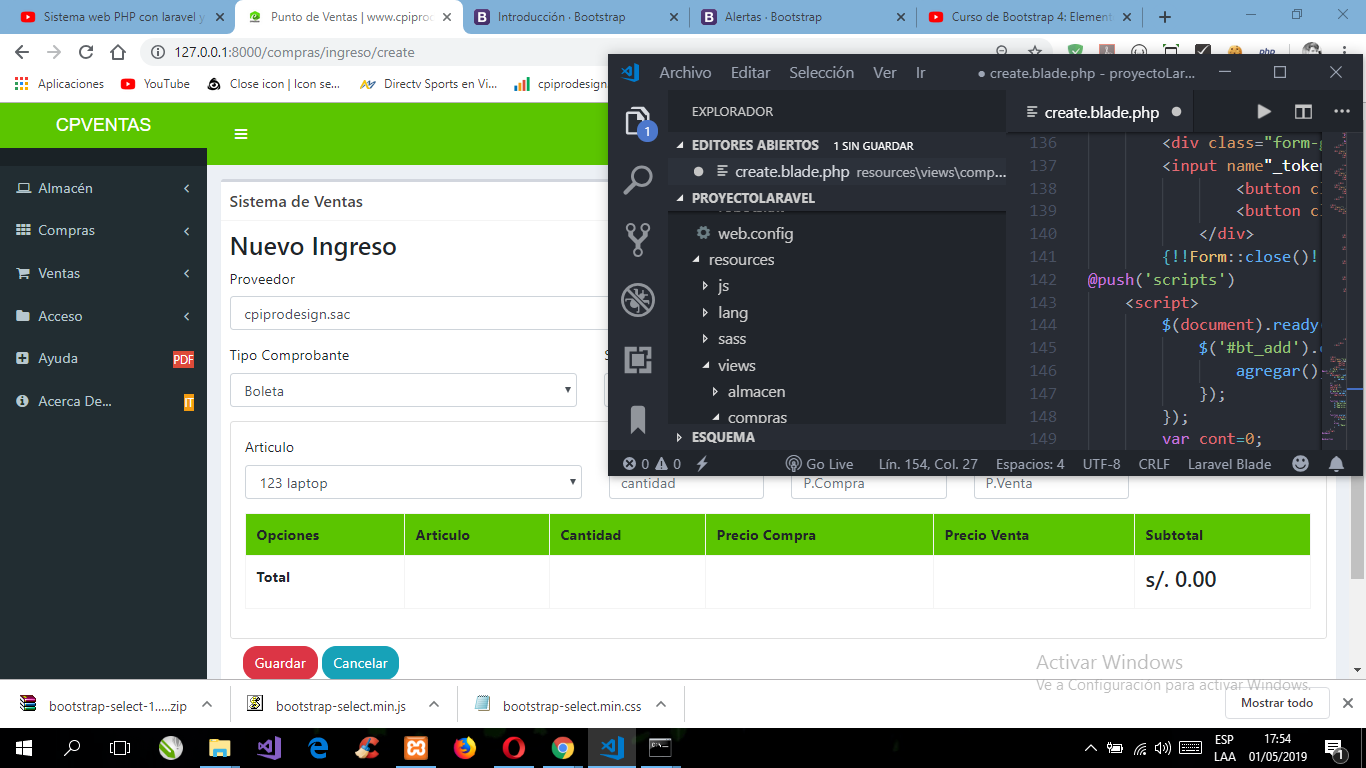 Sistema web PHP con laravel y
Punto de Ventas | www.cpiprod
Introducción · Bootstrap
Alertas · Bootstrap
Curso de Bootstrap 4: Element
127.0.0.1:8000/compras/ingreso/create
Aplicaciones
YouTube
Close icon | Icon se...
Directv Sports en Vi...
cpiprodesign
CPVENTAS
Almacén
Compras
Ventas
Acceso
Ayuda PDF
Acerca De... IT
Sistema de Ventas
Nuevo Ingreso
Proveedor
cpiprodesign.sac
Tipo Comprobante
Boleta
Articulo
123 laptop
cantidad
P.Compra
P.Venta
Opciones Articulo Cantidad Precio Compra Precio Venta Subtotal
Total s/. 0.00
Guardar Cancelar
Archivo Editar Selección Ver Ir ● create.blade.php - proyectoLar...
EXPLORADOR
create.blade.php ●
1
EDITORES ABIERTOS 1 SIN GUARDAR
● create.blade.php resources\views\comp...
PROYECTOLARAVEL
web.config
resources
js
lang
sass
views
almacen
compras
ESQUEMA
136 <div class="form-g
137 <input name"_token
138 <button cl
139 <button cl
140 </div>
141 {!!Form::close()!
142 @push('scripts')
143 <script>
144 $(document).ready(
145 $('#bt_add').
146 agregar()
147 });
148 });
149 var cont=0;
0 0 Go Live Lín. 154, Col. 27 Espacios: 4 UTF-8 CRLF Laravel Blade
Activar Windows
Ve a Configuración para activar Windows.
bootstrap-select-1.....zip
bootstrap-select.min.js
bootstrap-select.min.css
Mostrar todo
ESP
LAA
17:54
01/05/2019
1